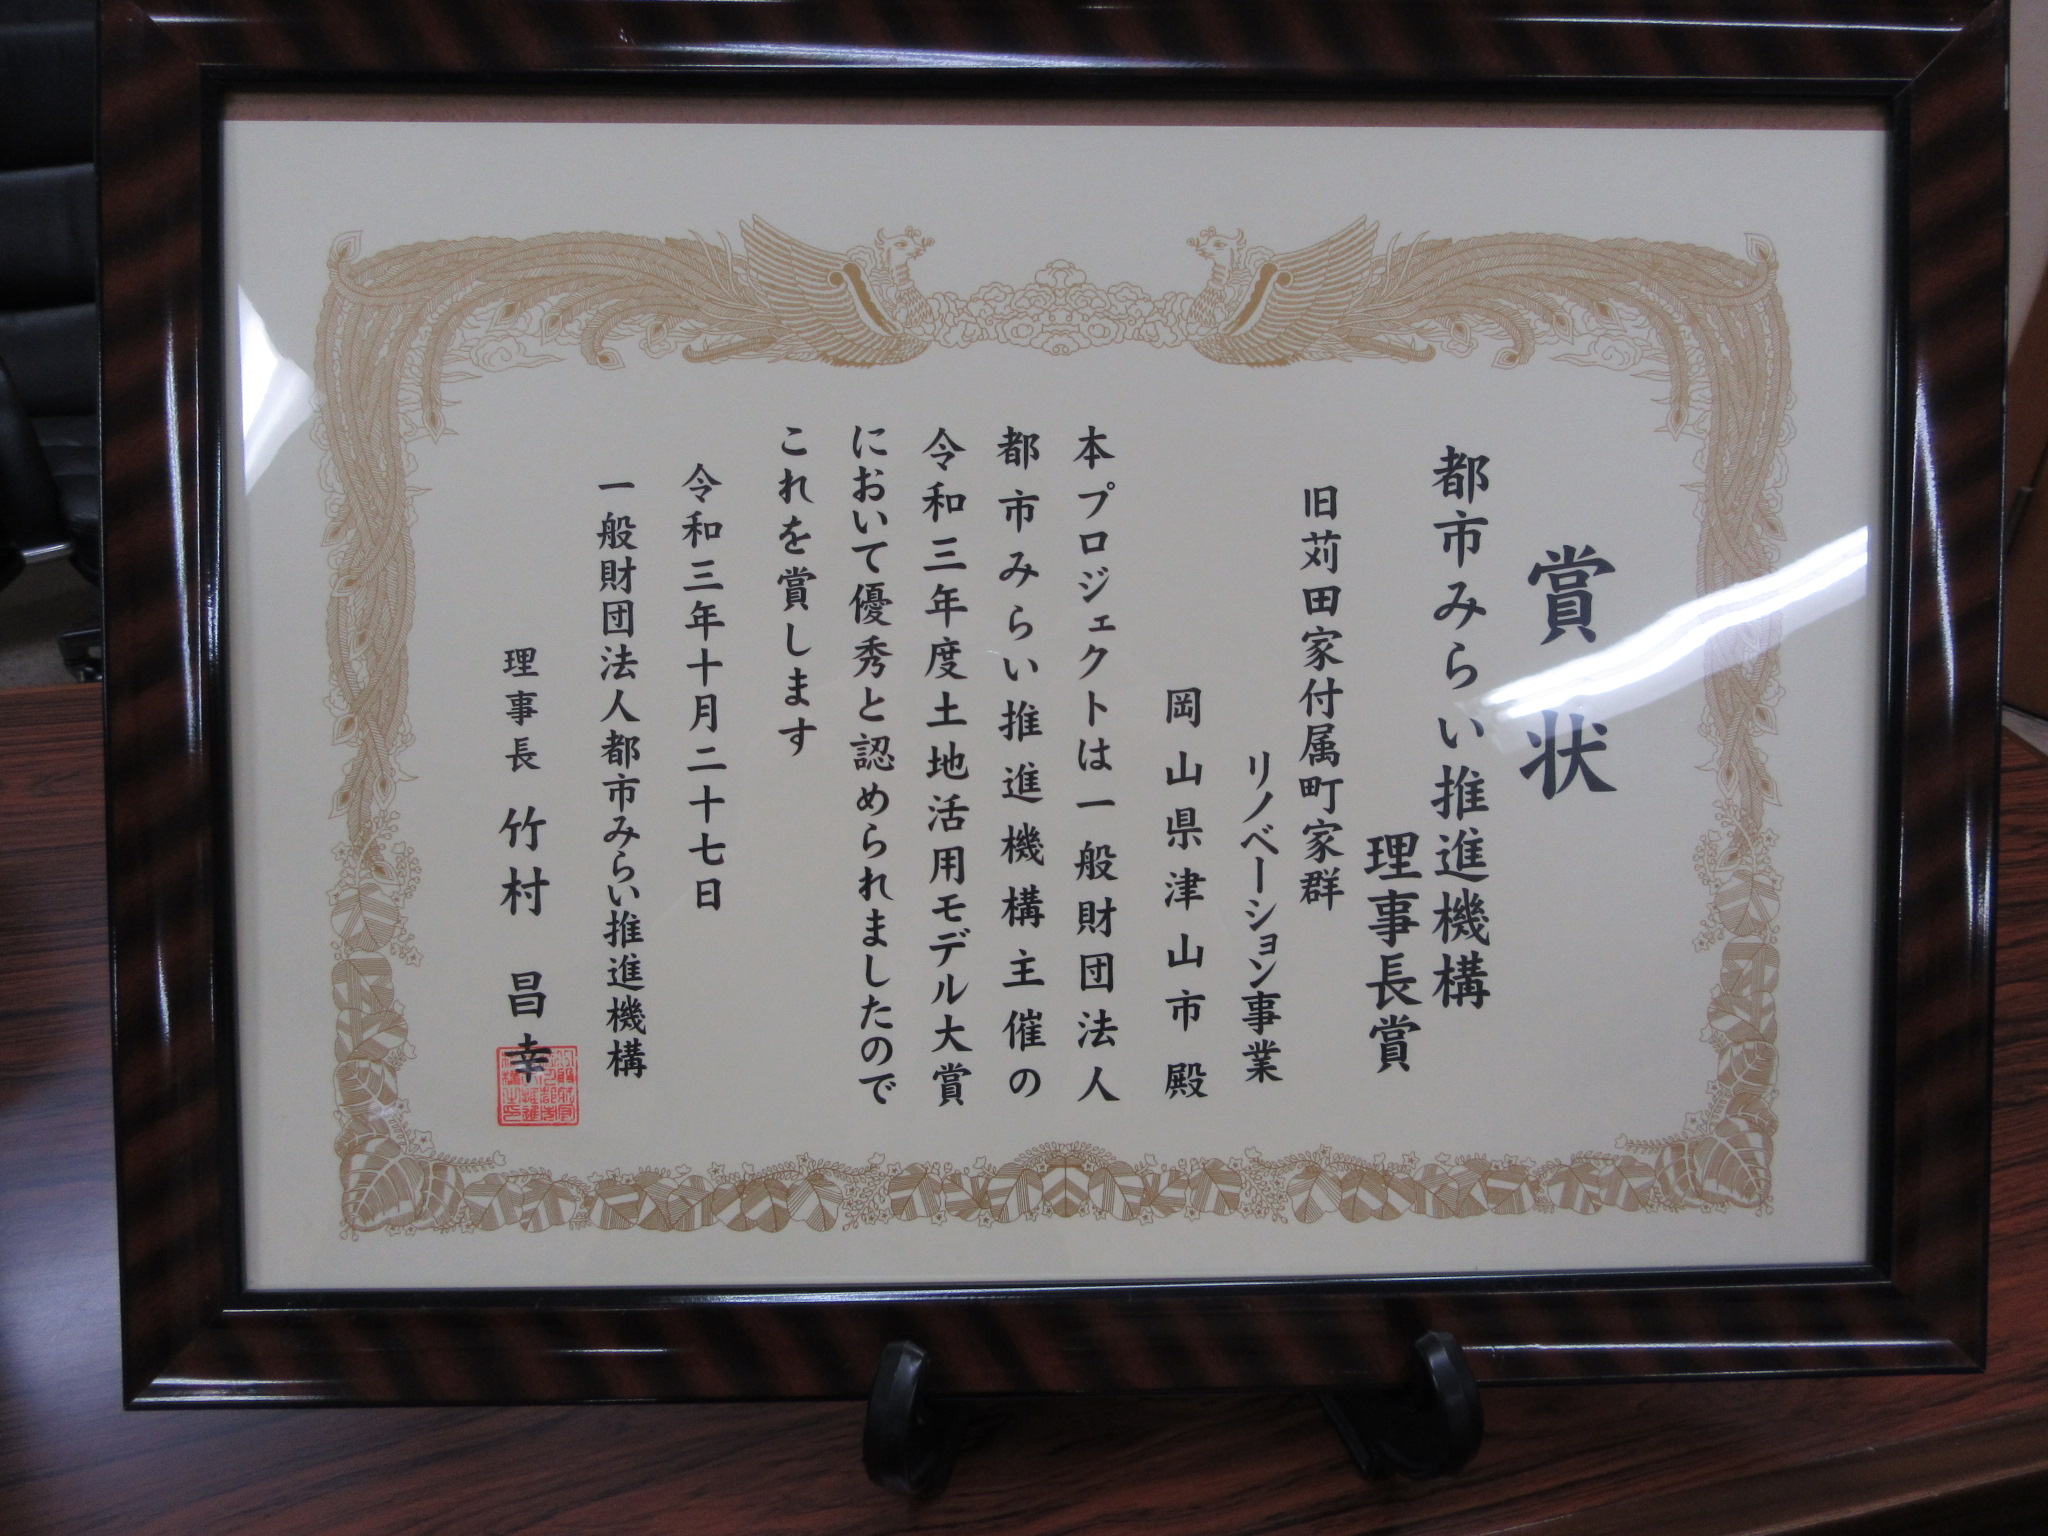 賞状
都市みらい推進機構
理事長賞
旧苅田家付属町家群
リノベーション事業
岡山県津山市殿
本プロジェクトは一般財団法人
都市みらい推進機構主催の
令和三年度土地活用モデル大賞
において優秀と認められましたので
これを賞します
令和三年十月二十七日
一般財団法人都市みらい推進機構
理事長 竹村 昌幸